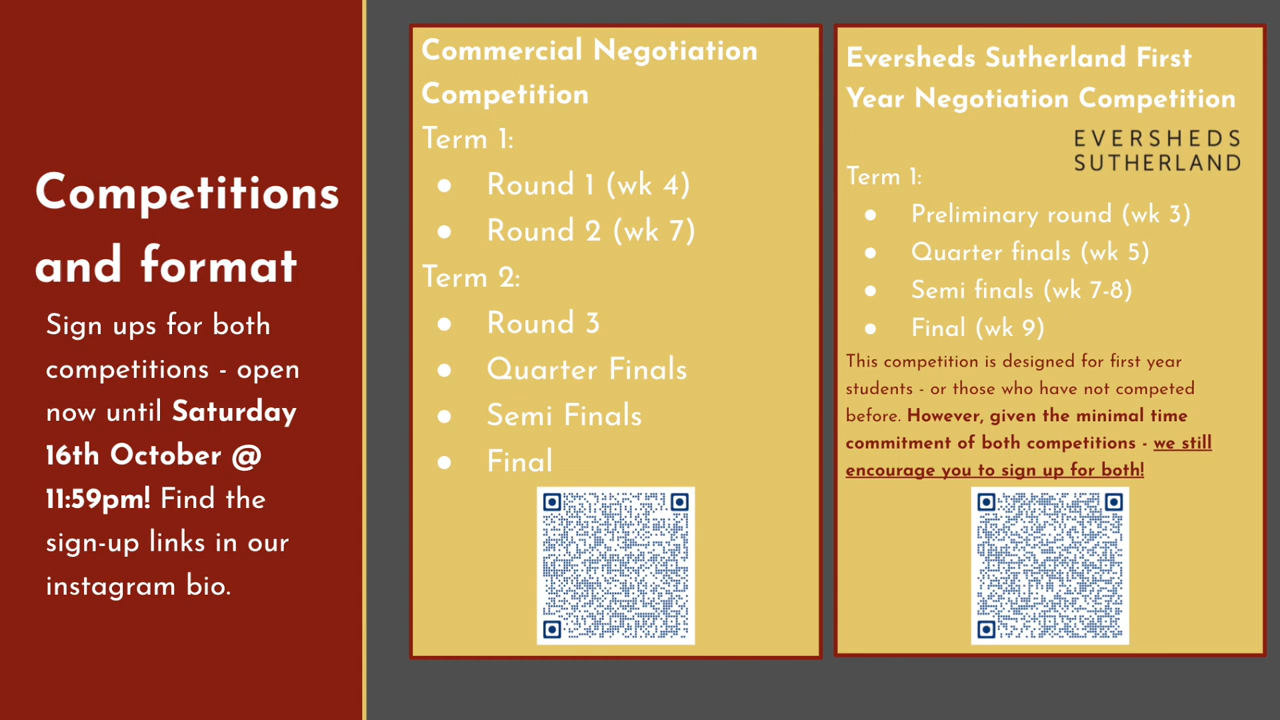 Competitions
and format
Sign ups for both
competitions - open
now until Saturday
16th October @
11:59pm! Find the
sign-up links in our
instagram bio.
Commercial Negotiation
Competition
Term 1:
● Round 1 (wk 4)
● Round 2 (wk 7)
Term 2:
● Round 3
● Quarter Finals
● Semi Finals
● Final
Eversheds Sutherland First
Year Negotiation Competition
EVERSHEDS
SUTHERLAND
Term 1:
● Preliminary round (wk 3)
● Quarter finals (wk 5)
● Semi finals (wk 7-8)
● Final (wk 9)
This competition is designed for first year
students - or those who have not competed
before. However, given the minimal time
commitment of both competitions - we still
encourage you to sign up for both!